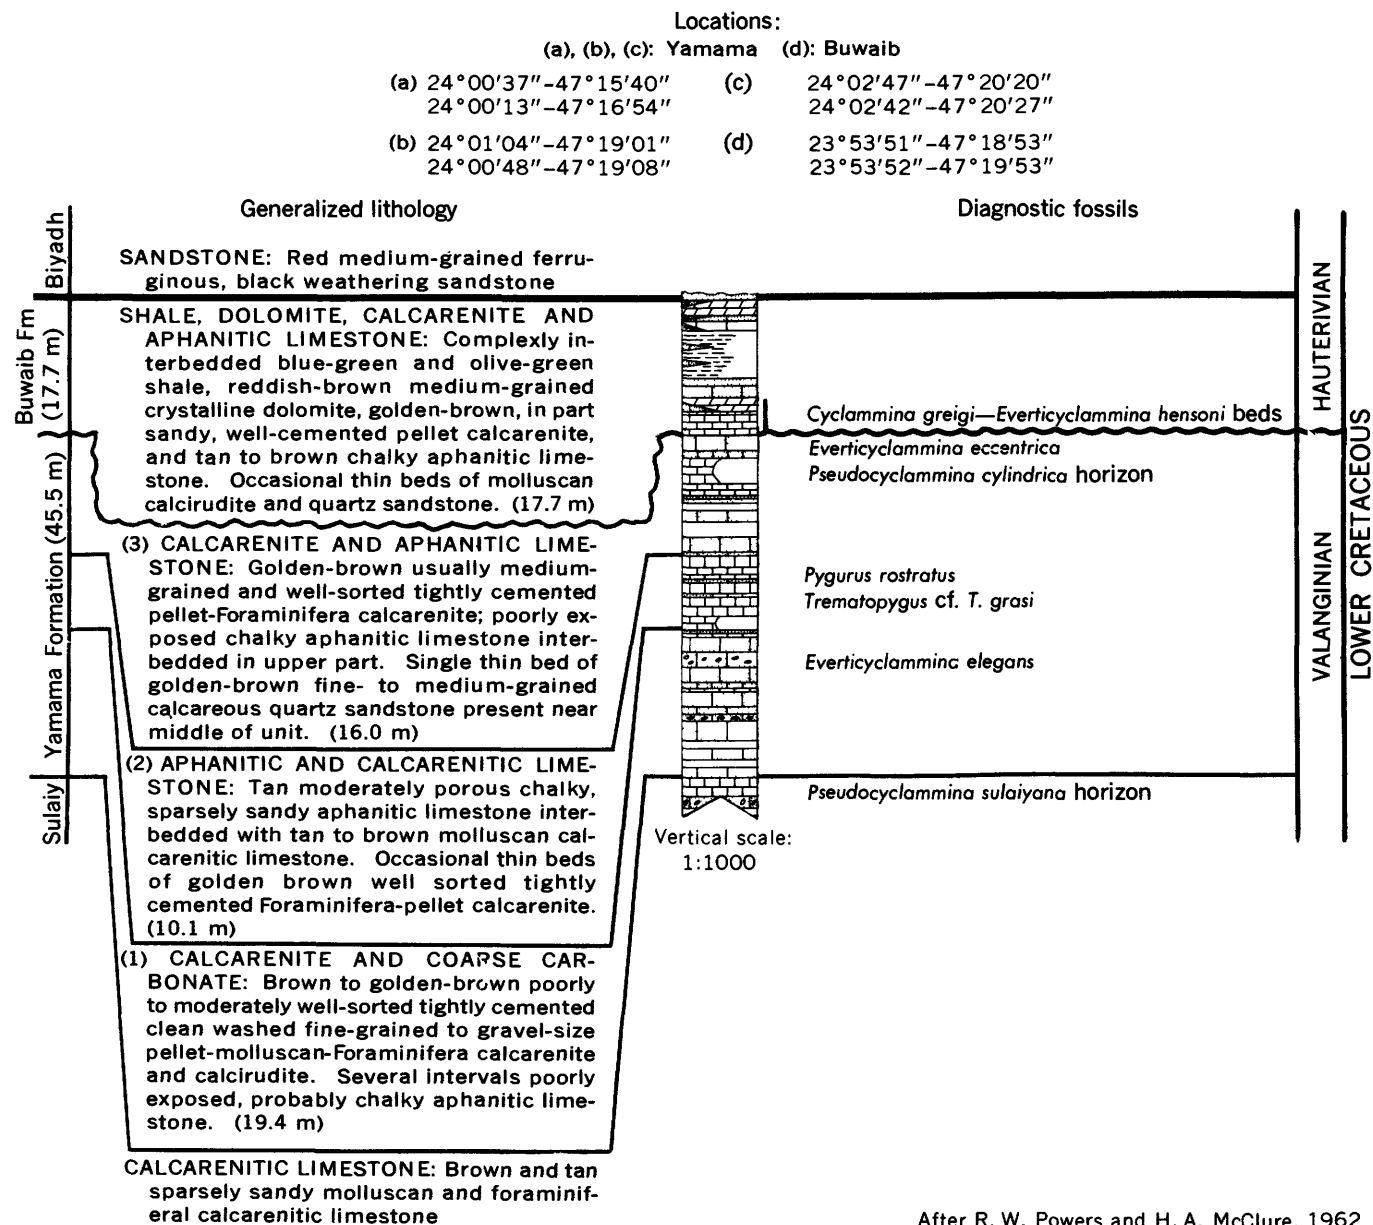 Locations:
(a), (b), (c): Yamama (d): Buwaib
(a) 24°00'37"-47°15'40" (c) 24°02'47"-47°20'20"
24°00'13"-47°16'54" 24°02'42"-47°20'27"
(b) 24°01'04"-47°19'01" (d) 23°53'51"-47°18'53"
24°00'48"-47°19'08" 23°53'52"-47°19'53"
Generalized lithology
Diagnostic fossils
Biyadh
SANDSTONE: Red medium-grained ferru-
ginous, black weathering sandstone
Buwaib Fm
(17.7 m)
SHALE, DOLOMITE, CALCARENITE AND
APHANITIC LIMESTONE: Complexly in-
terbedded blue-green and olive-green
shale, reddish-brown medium-grained
crystalline dolomite, golden-brown, in part
sandy, well-cemented pellet calcarenite,
and tan to brown chalky aphanitic lime-
stone. Occasional thin beds of molluscan
calcirudite and quartz sandstone. (17.7 m)
Yamama Formation (45.5 m)
(3) CALCARENITE AND APHANITIC LIME-
STONE: Golden-brown usually medium-
grained and well-sorted tightly cemented
pellet-Foraminifera calcarenite; poorly ex-
posed chalky aphanitic limestone inter-
bedded in upper part. Single thin bed of
golden-brown fine- to medium-grained
calcareous quartz sandstone present near
middle of unit. (16.0 m)
(2) APHANITIC AND CALCARENITIC LIME-
STONE: Tan moderately porous chalky,
sparsely sandy aphanitic limestone inter-
bedded with tan to brown molluscan cal-
carenitic limestone. Occasional thin beds
of golden brown well sorted tightly
cemented Foraminifera-pellet calcarenite.
(10.1 m)
(1) CALCARENITE AND COARSE CAR-
BONATE: Brown to golden-brown poorly
to moderately well-sorted tightly cemented
clean washed fine-grained to gravel-size
pellet-molluscan-Foraminifera calcarenite
and calcirudite. Several intervals poorly
exposed, probably chalky aphanitic lime-
stone. (19.4 m)
Sulaiy
CALCARENITIC LIMESTONE: Brown and tan
sparsely sandy molluscan and foraminif-
eral calcarenitic limestone
Vertical scale:
1:1000
Cyclammina greigi—Everticyclammina hensoni beds
Everticyclammina eccentrica
Pseudocyclammina cylindrica horizon
Pygurus rostratus
Trematopygus cf. T. grasi
Everticyclammina elegans
Pseudocyclammina sulaiyana horizon
HAUTERIVIAN
VALANGINIAN
LOWER CRETACEOUS
After R. W. Powers and H. A. McClure, 1962